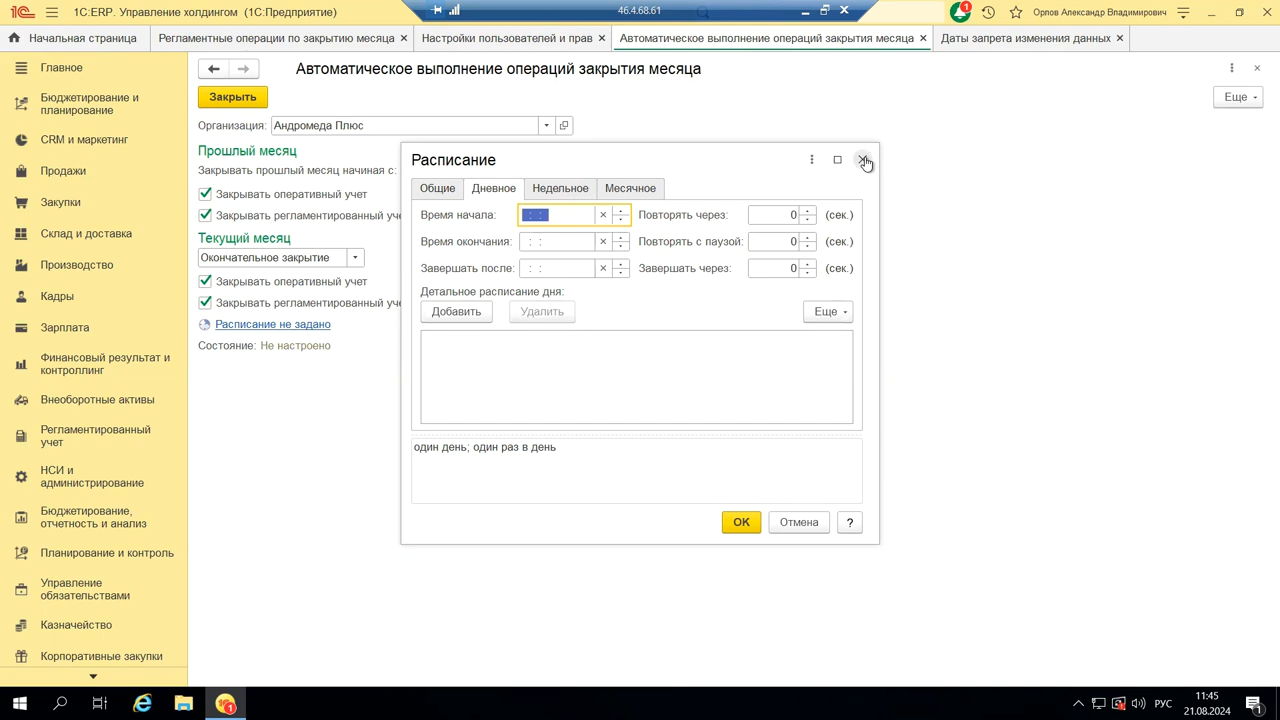 1С:ERP. Управление холдингом (1С:Предприятие)
46.4.68.61
1
Орлов Александр Владимирович
Начальная страница
Регламентные операции по закрытию месяца ×
Настройки пользователей и прав ×
Автоматическое выполнение операций закрытия месяца ×
Даты запрета изменения данных ×
Главное
Бюджетирование и
планирование
CRM и маркетинг
Продажи
Закупки
Склад и доставка
Производство
Кадры
Зарплата
Финансовый результат и
контроллинг
Внеоборотные активы
Регламентированный
учет
НСИ и
администрирование
Бюджетирование,
отчетность и анализ
Планирование и контроль
Управление
обязательствами
Казначейство
Корпоративные закупки
Автоматическое выполнение операций закрытия месяца
Закрыть
Еще
Организация: Андромеда Плюс
Прошлый месяц
Закрывать прошлый месяц начиная с:
Закрывать оперативный учет
Закрывать регламентированный уче
Текущий месяц
Окончательное закрытие
Закрывать оперативный учет
Закрывать регламентированный уче
Расписание не задано
Состояние: Не настроено
Расписание
Общие
Дневное
Недельное
Месячное
Время начала: : : Повторять через: 0 (сек.)
Время окончания: : : Повторять с паузой: 0 (сек.)
Завершать после: : : Завершать через: 0 (сек.)
Детальное расписание дня:
Добавить
Удалить
Еще
один день; один раз в день
OK
Отмена
?
1
РУС
11:45
21.08.2024
1